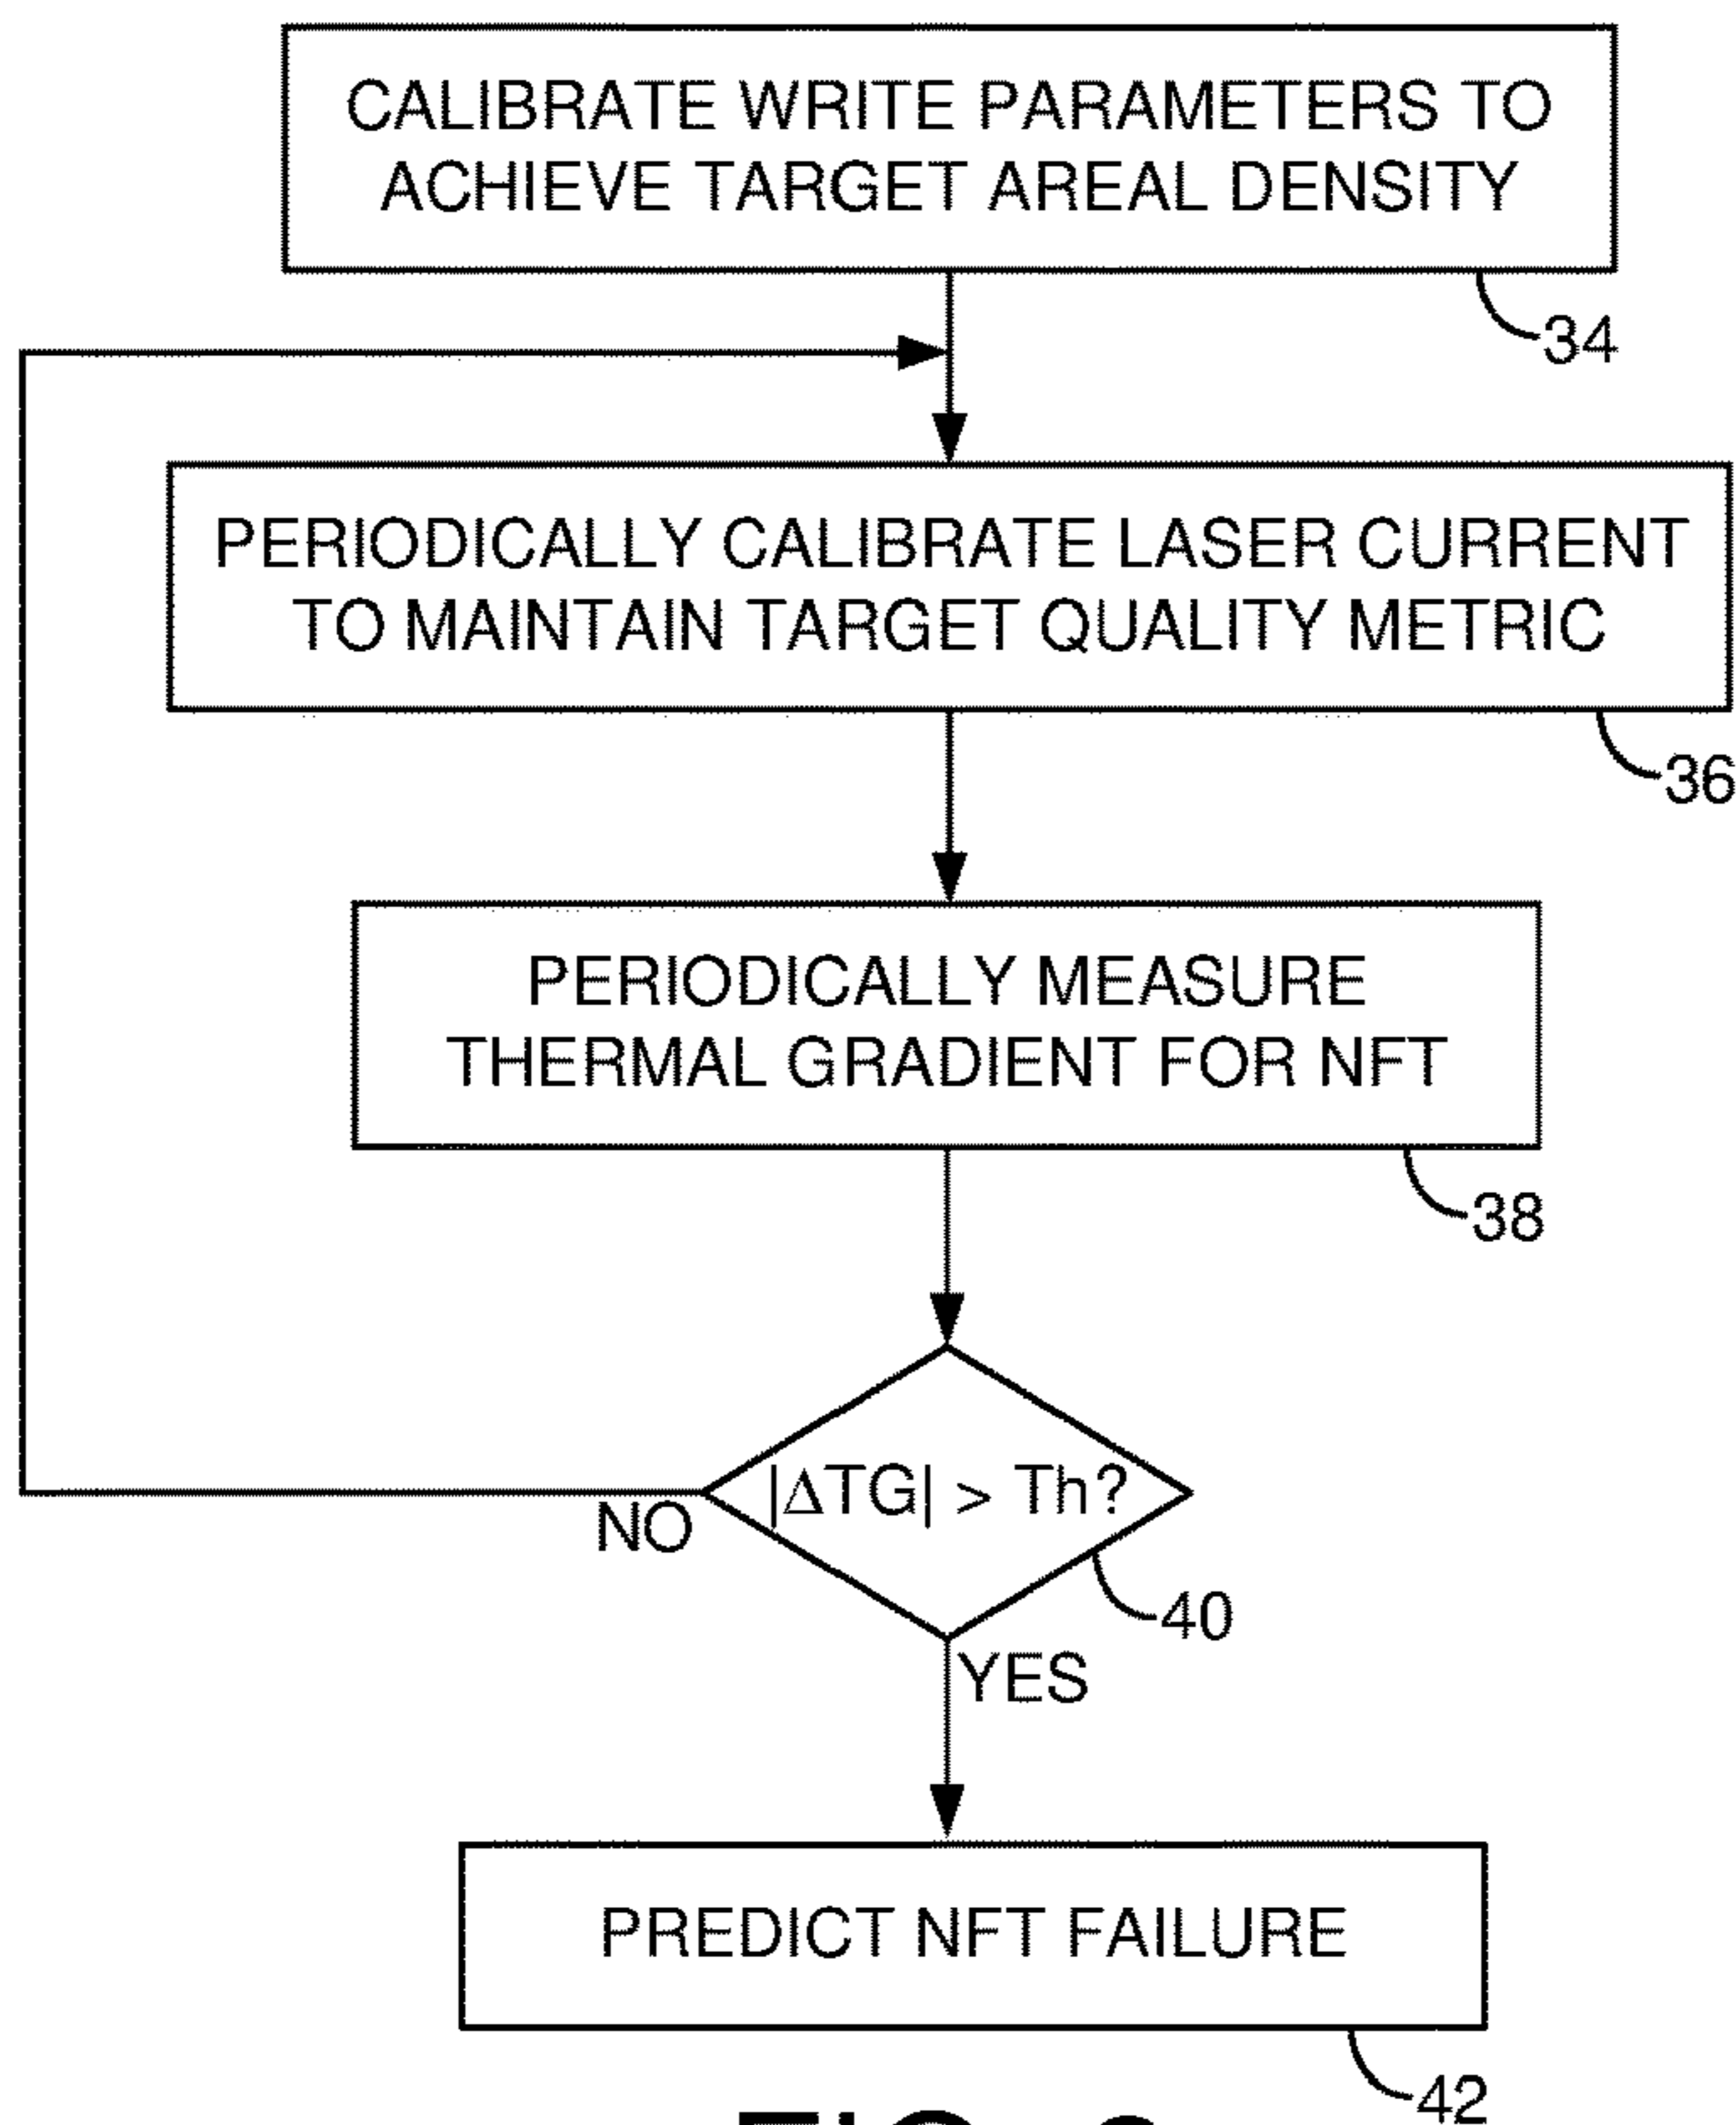 CALIBRATE WRITE PARAMETERS TO
ACHIEVE TARGET AREAL DENSITY
34
PERIODICALLY CALIBRATE LASER CURRENT
TO MAINTAIN TARGET QUALITY METRIC
36
PERIODICALLY MEASURE
THERMAL GRADIENT FOR NFT
38
|ΔTG| > Th?
NO
40
YES
PREDICT NFT FAILURE
42